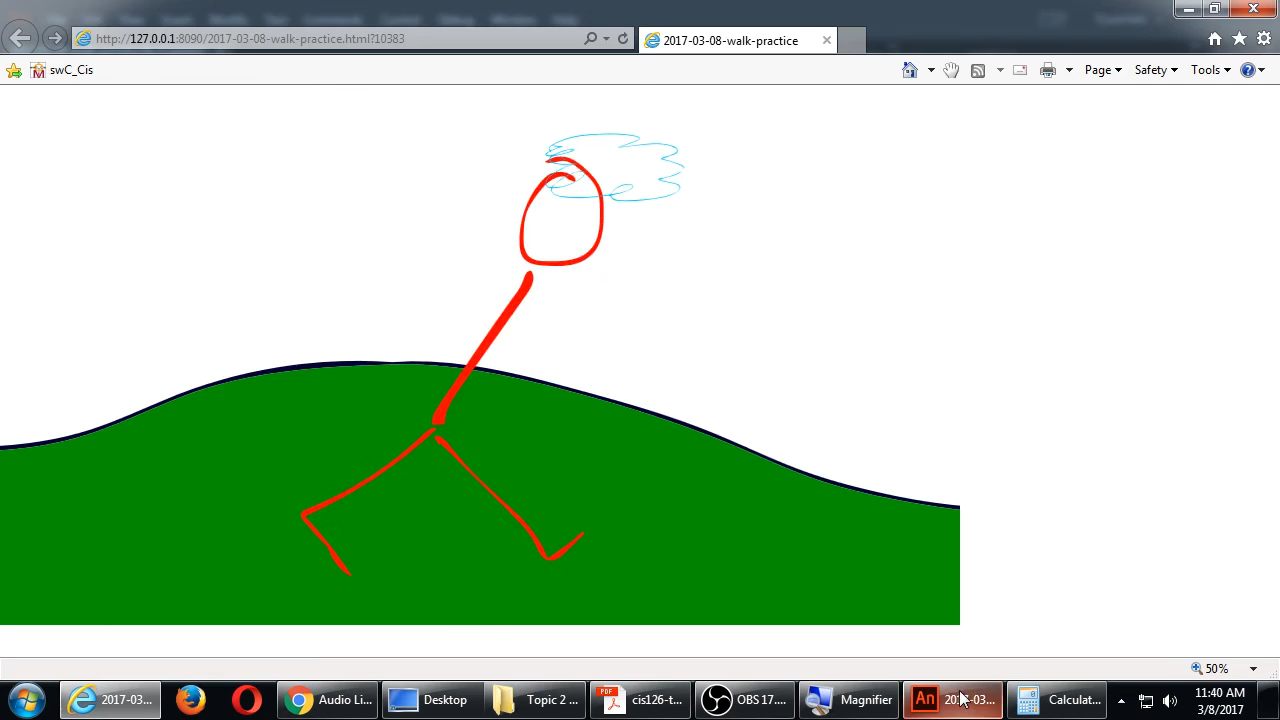 http://127.0.0.1:8090/2017-03-08-walk-practice.html?10383
2017-03-08-walk-practice
swC_Cis
Page
Safety
Tools
50%
2017-03...
Audio Li...
Desktop
Topic 2 ...
PDF
cis126-t...
OBS 17....
Magnifier
An
Calculat...
11:40 AM
3/8/2017